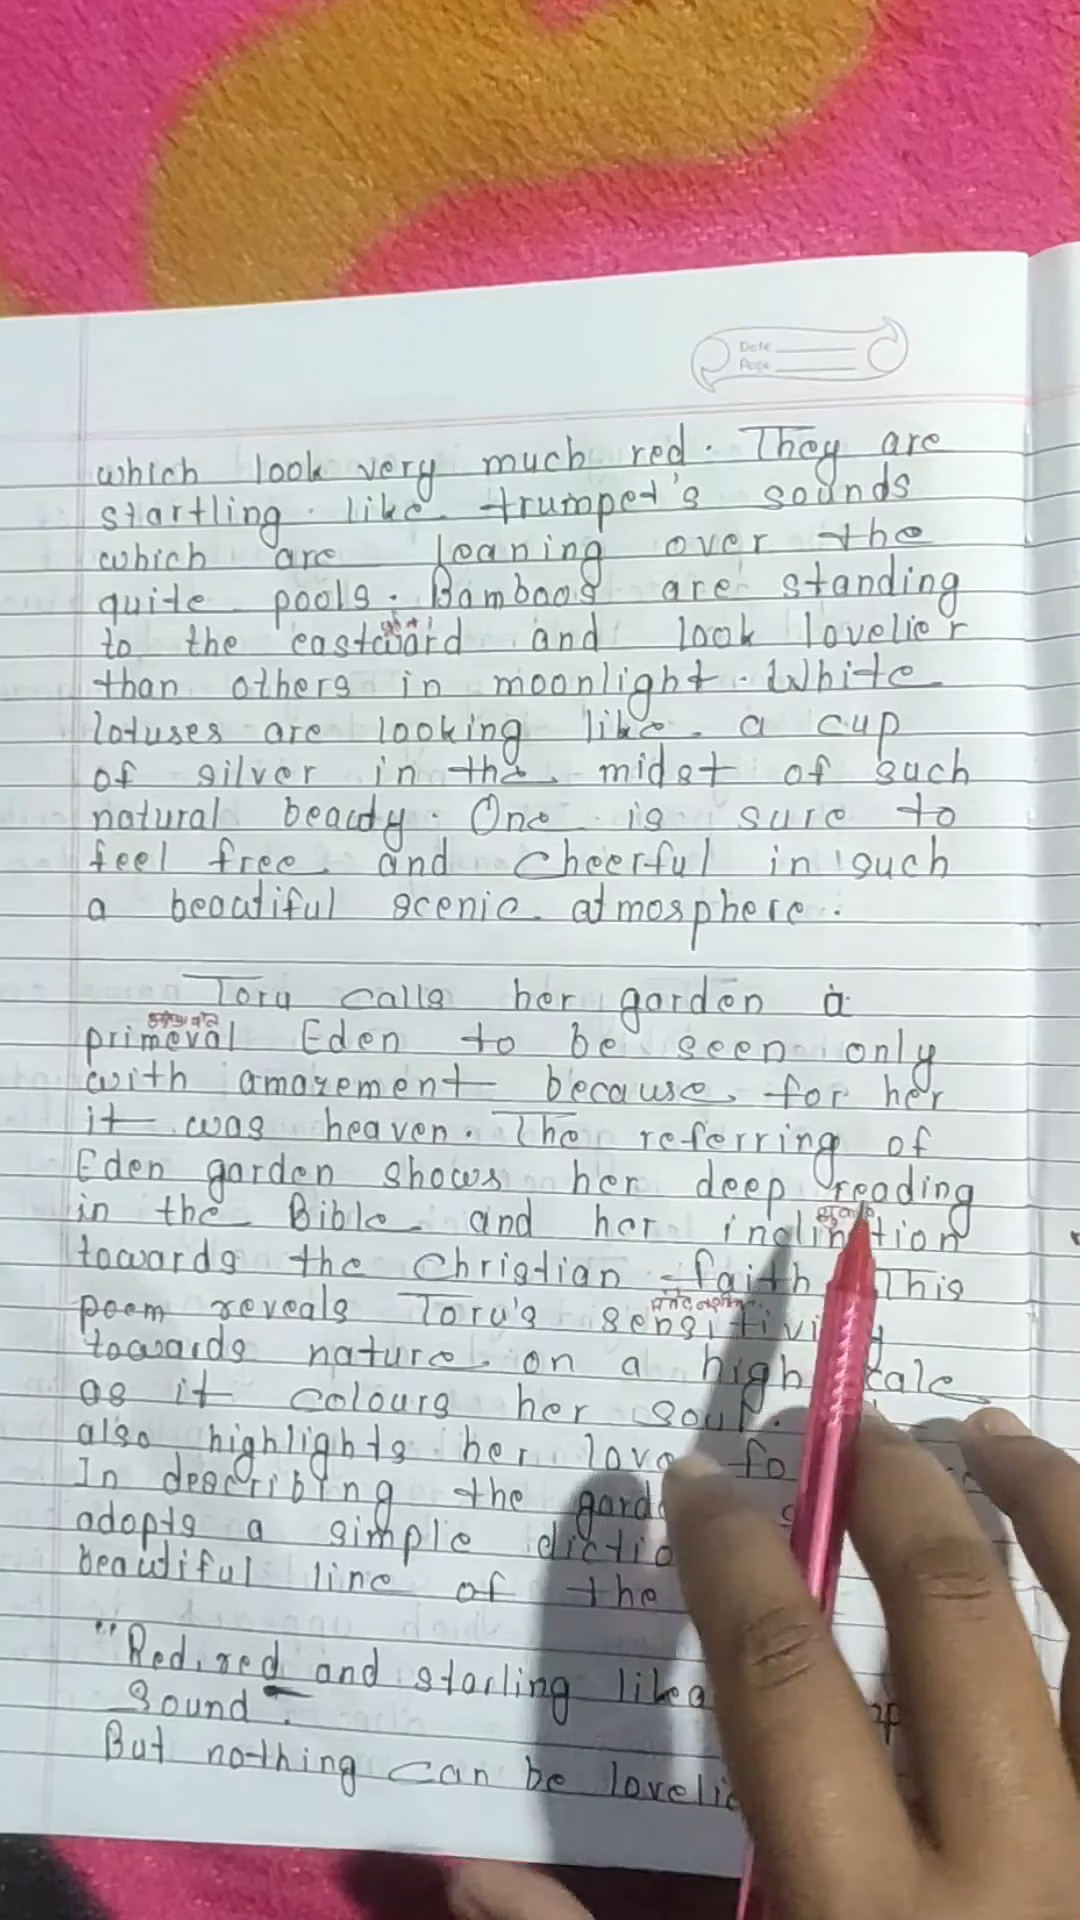 Date
Page
which look very much red. They are
startling like trumpet's sounds
which are leaning over the
quite pools. Bamboos are standing
to the eastward and look lovelier
than others in moonlight. White
lotuses are looking like a cup
of silver in the midst of such
natural beauty. One is sure to
feel free and cheerful in such
a beautiful scenic atmosphere.
Toru calls her garden a
primeval Eden to be seen only
with amazement because for her
it was heaven. The referring of
Eden garden shows her deep reading
in the Bible and her
towards the Christian faith This
poem reveals Toru's
towards nature on a high
as it colours her soul.
also highlights her love
In describing the
adopts a simple
beautiful line of the
"Red, red and starling like a
sound.
But nothing can be